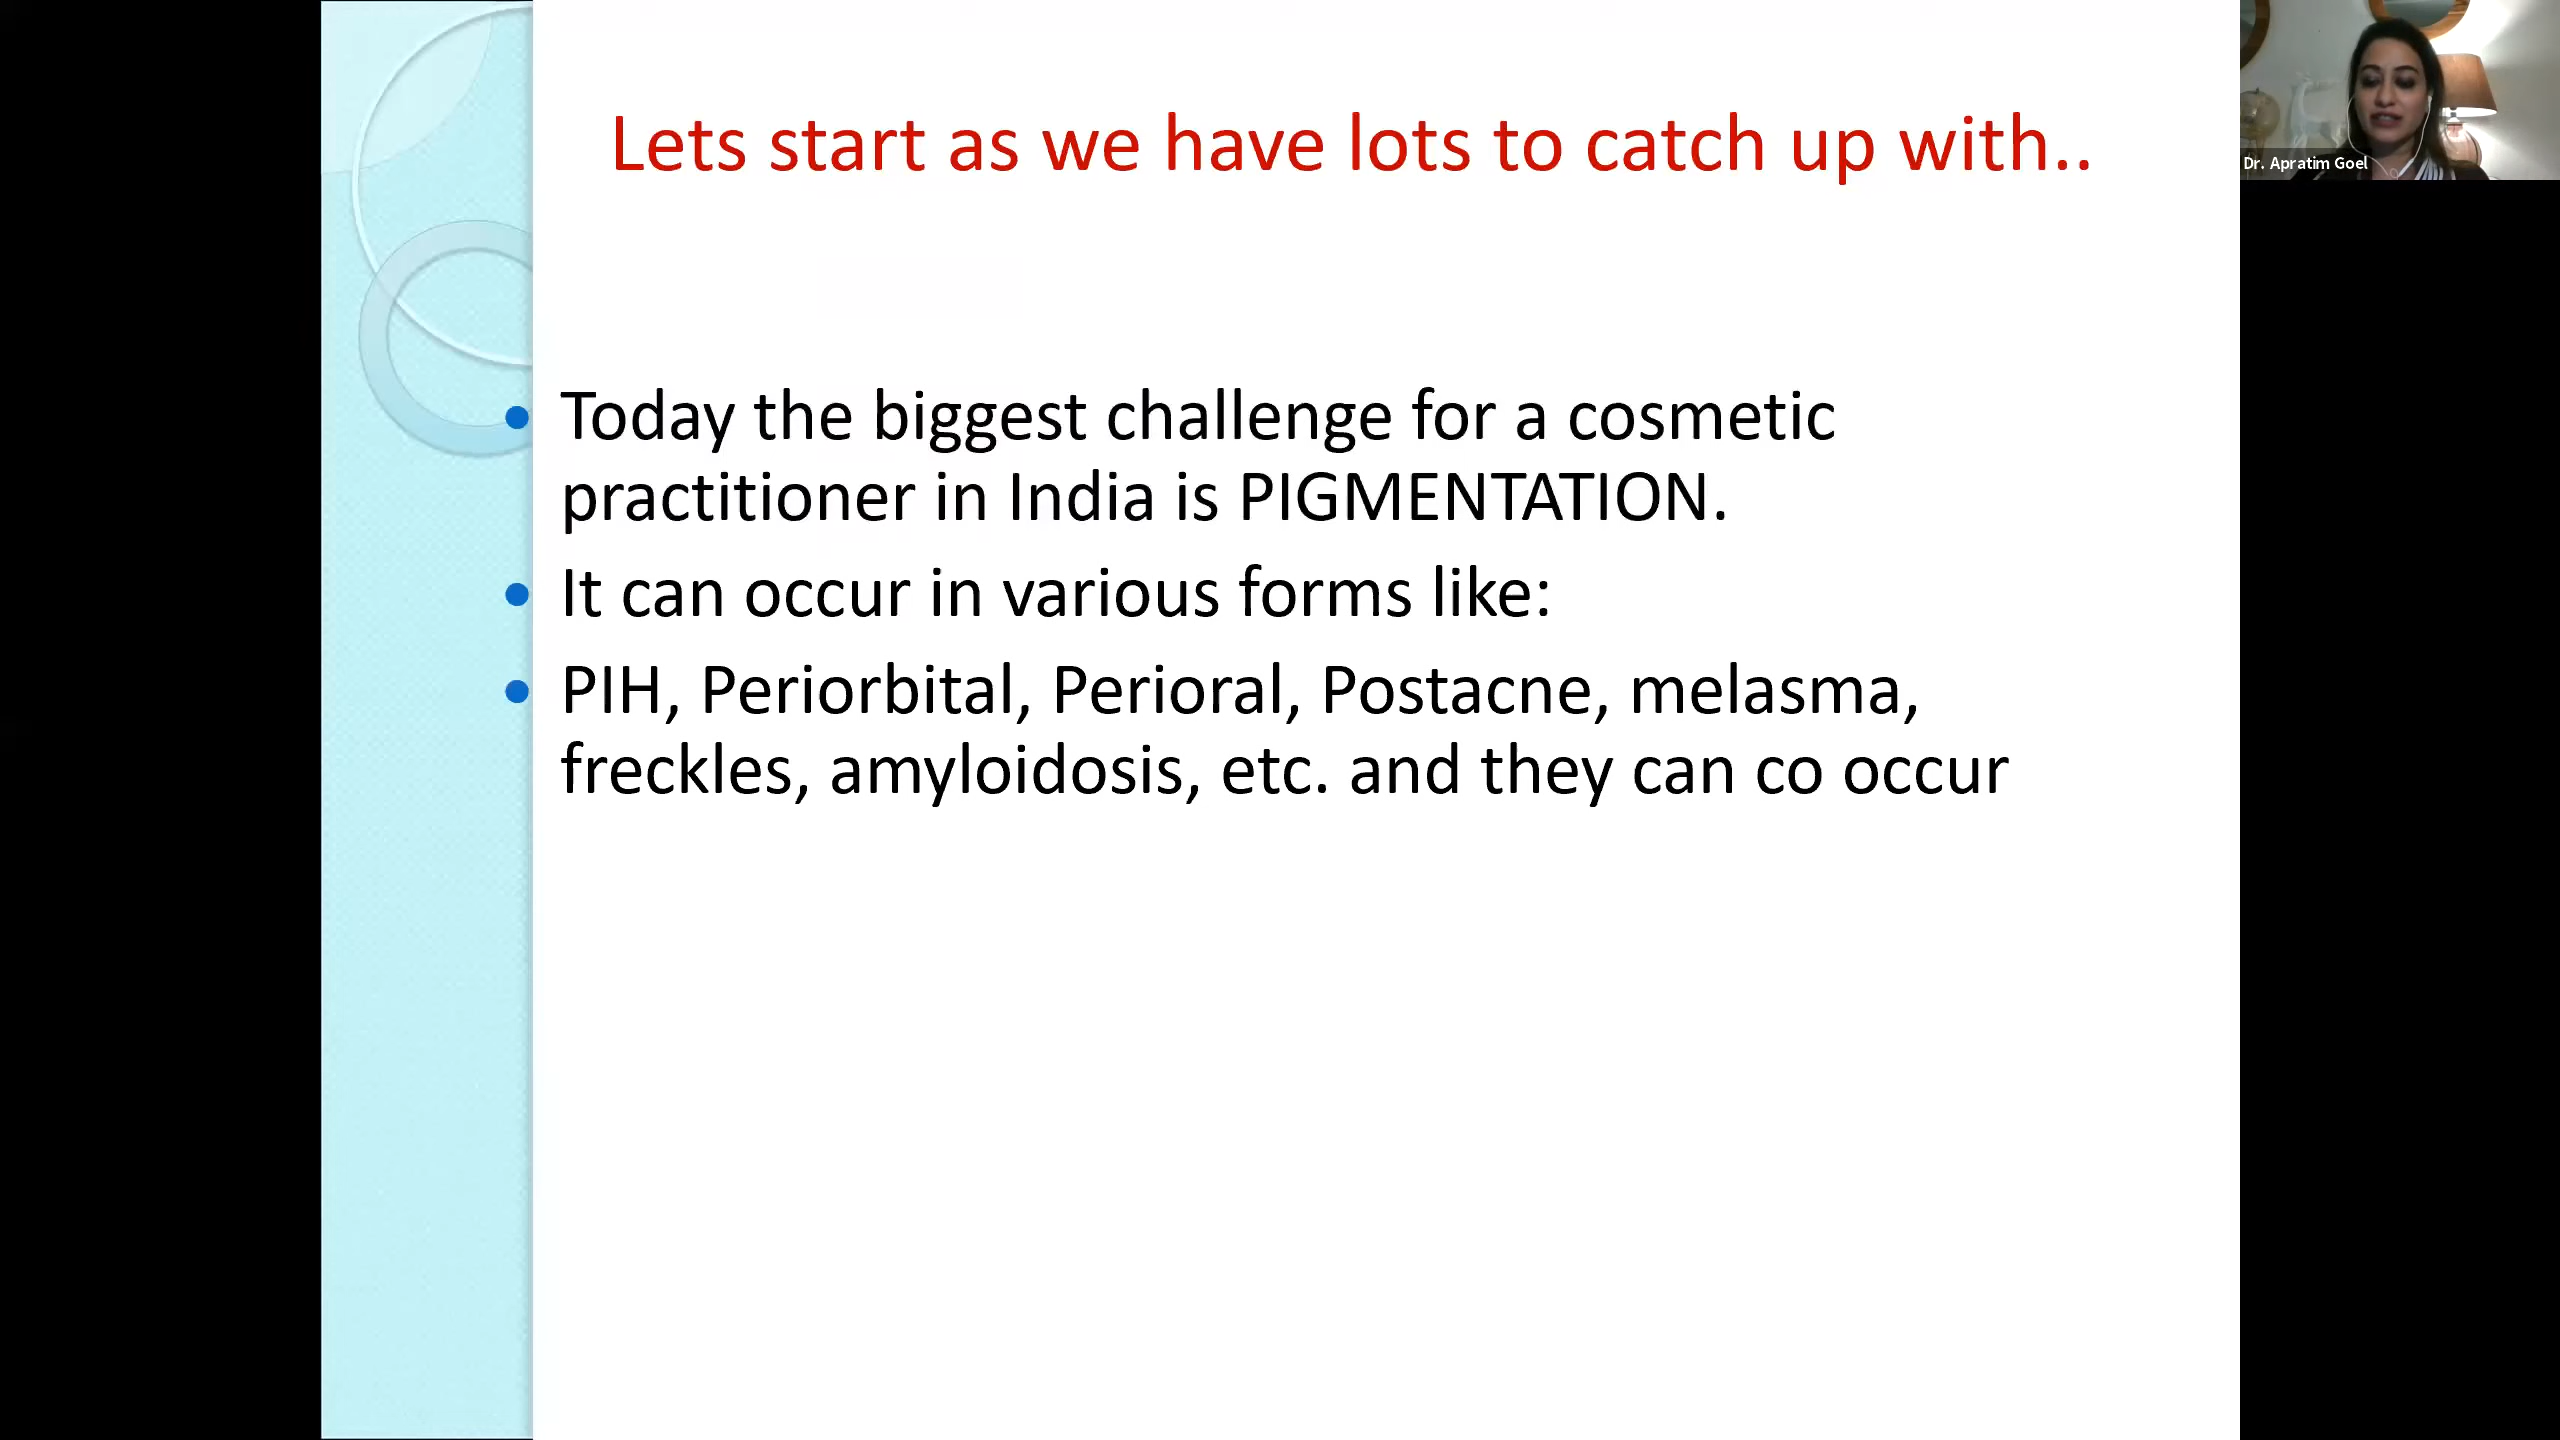 Lets start as we have lots to catch up with..
Dr. Apratim Goel
• Today the biggest challenge for a cosmetic
practitioner in India is PIGMENTATION.
• It can occur in various forms like:
• PIH, Periorbital, Perioral, Postacne, melasma,
freckles, amyloidosis, etc. and they can co occur